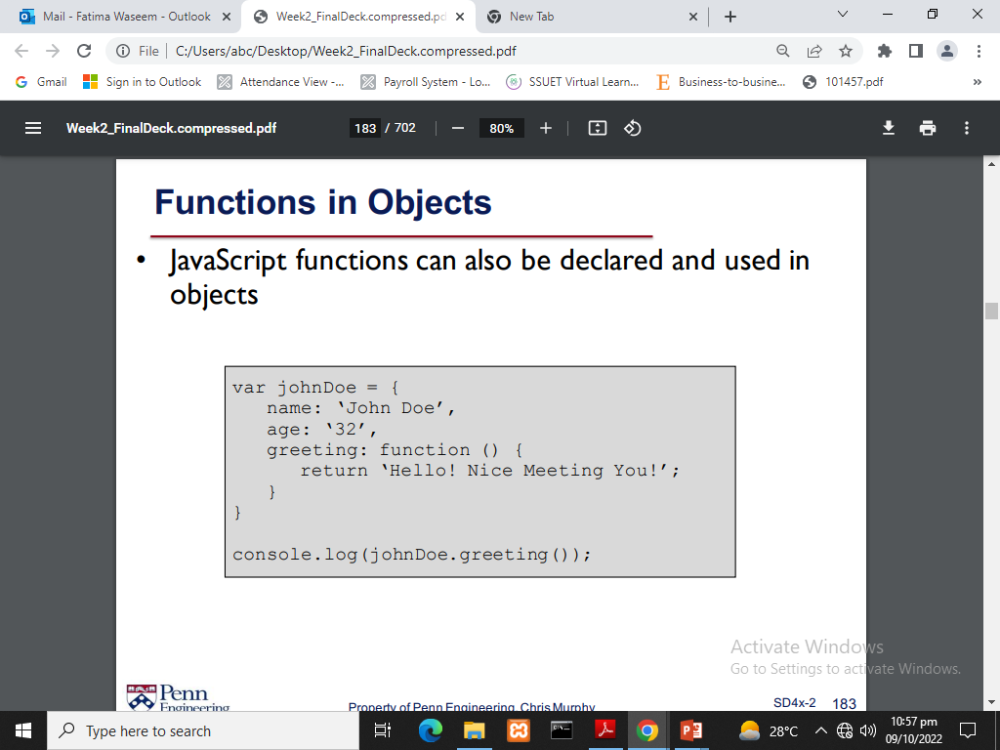 Mail - Fatima Waseem - Outlook
Week2_FinalDeck.compressed.pd
New Tab
File
C:/Users/abc/Desktop/Week2_FinalDeck.compressed.pdf
Gmail
Sign in to Outlook
Attendance View -...
Payroll System - Lo...
SSUET Virtual Learn...
Business-to-busine...
101457.pdf
»
Week2_FinalDeck.compressed.pdf
183 / 702
80%
Functions in Objects
• JavaScript functions can also be declared and used in
objects
var johnDoe = {
name: ‘John Doe’,
age: ‘32’,
greeting: function () {
return ‘Hello! Nice Meeting You!’;
}
}
console.log(johnDoe.greeting());
Activate Windows
Go to Settings to activate Windows.
Penn
Engineering
Property of Penn Engineering, Chris Murphy
SD4x-2 183
Type here to search
28°C
10:57 pm
09/10/2022